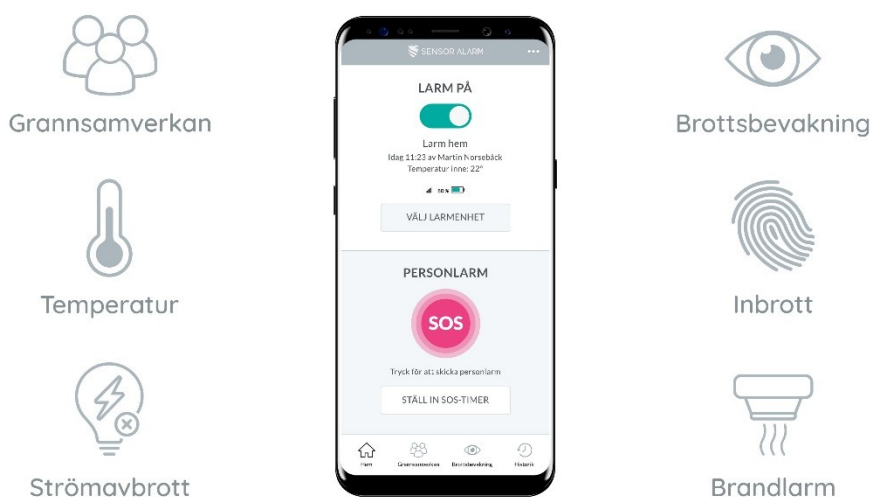 Grannsamverkan
Temperatur
Strömavbrott
SENSOR ALARM
LARM PÅ
Larm hem
Idag 11:23 av Martin Norsebäck
Temperatur inne: 22°
80%
VÄLJ LARMENHET
PERSONLARM
SOS
Tryck för att skicka personlarm
STÄLL IN SOS-TIMER
Hem Grannsamverkan Brottsbevakning Historik
Brottsbevakning
Inbrott
Brandlarm